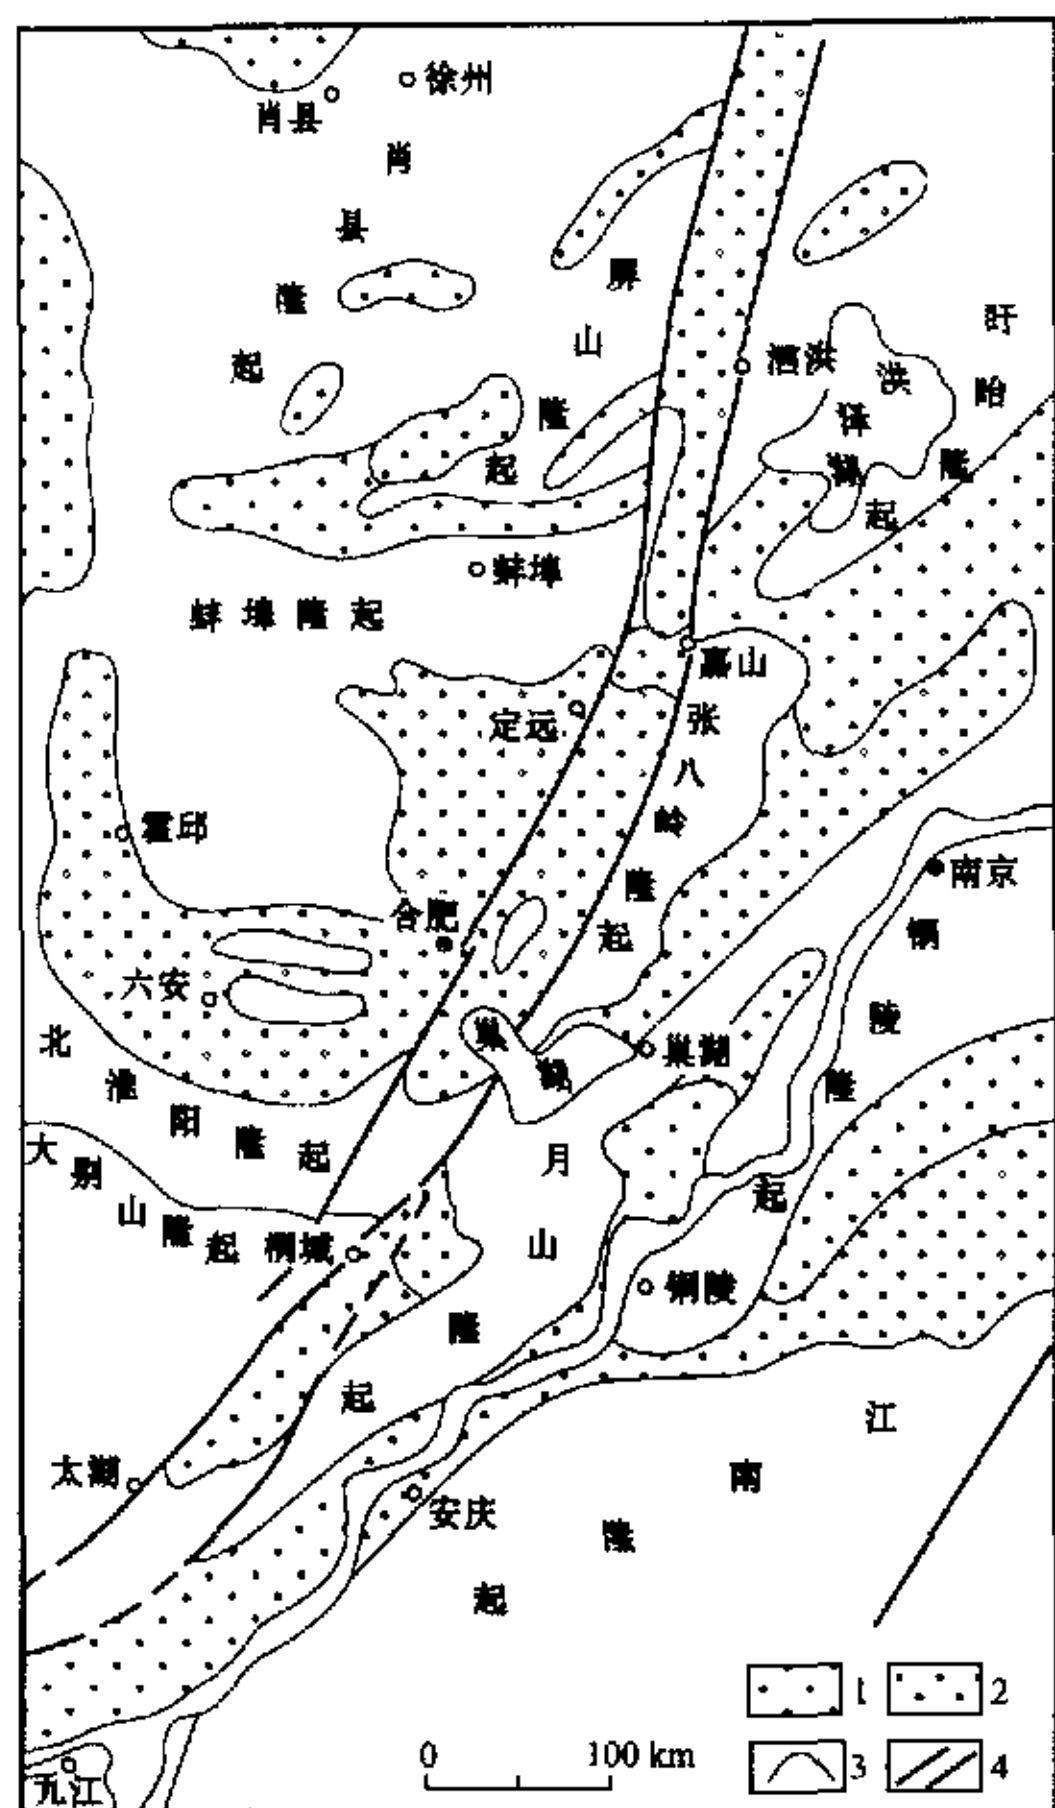 徐州
肖县
肖县隆起
屏山隆起
泗洪
洪泽湖
盱眙隆起
蚌埠
蚌埠隆起
嘉山
定远
张八岭隆起
霍邱
南京
合肥
六安
巢湖
巢湖
铜陵隆起
北淮阳隆起
大别山隆起
桐城
月山隆起
铜陵
江南隆起
太湖
安庆
九江
0 100 km
1
2
3
4